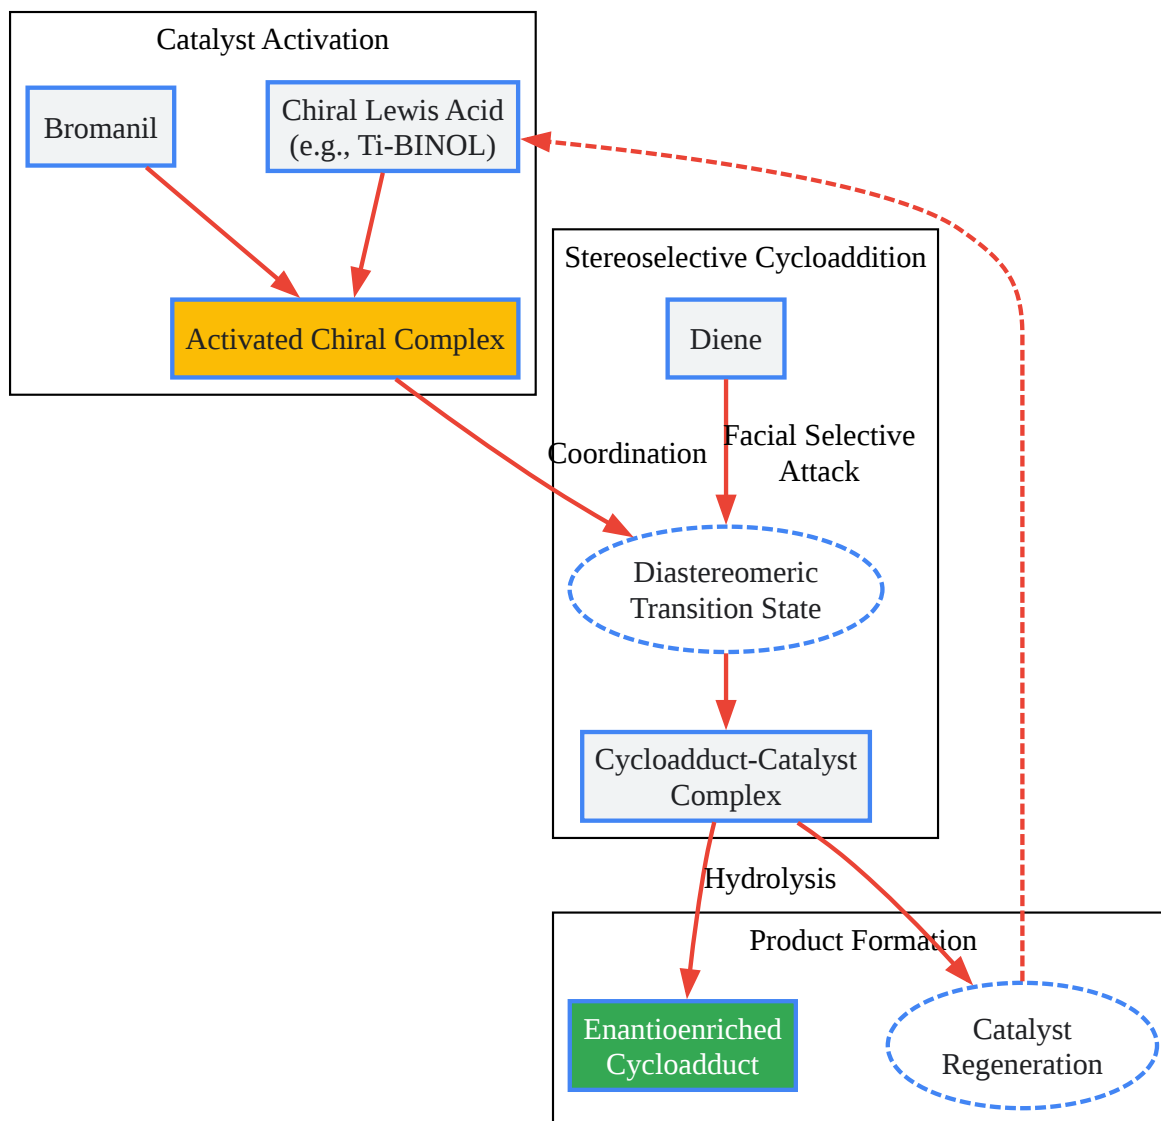 Catalyst Activation
Bromanil
Chiral Lewis Acid
(e.g., Ti-BINOL)
Activated Chiral Complex
Stereoselective Cycloaddition
Diene
Coordination
Facial Selective
Attack
Diastereomeric
Transition State
Cycloadduct-Catalyst
Complex
Hydrolysis
Product Formation
Enantioenriched
Cycloadduct
Catalyst
Regeneration